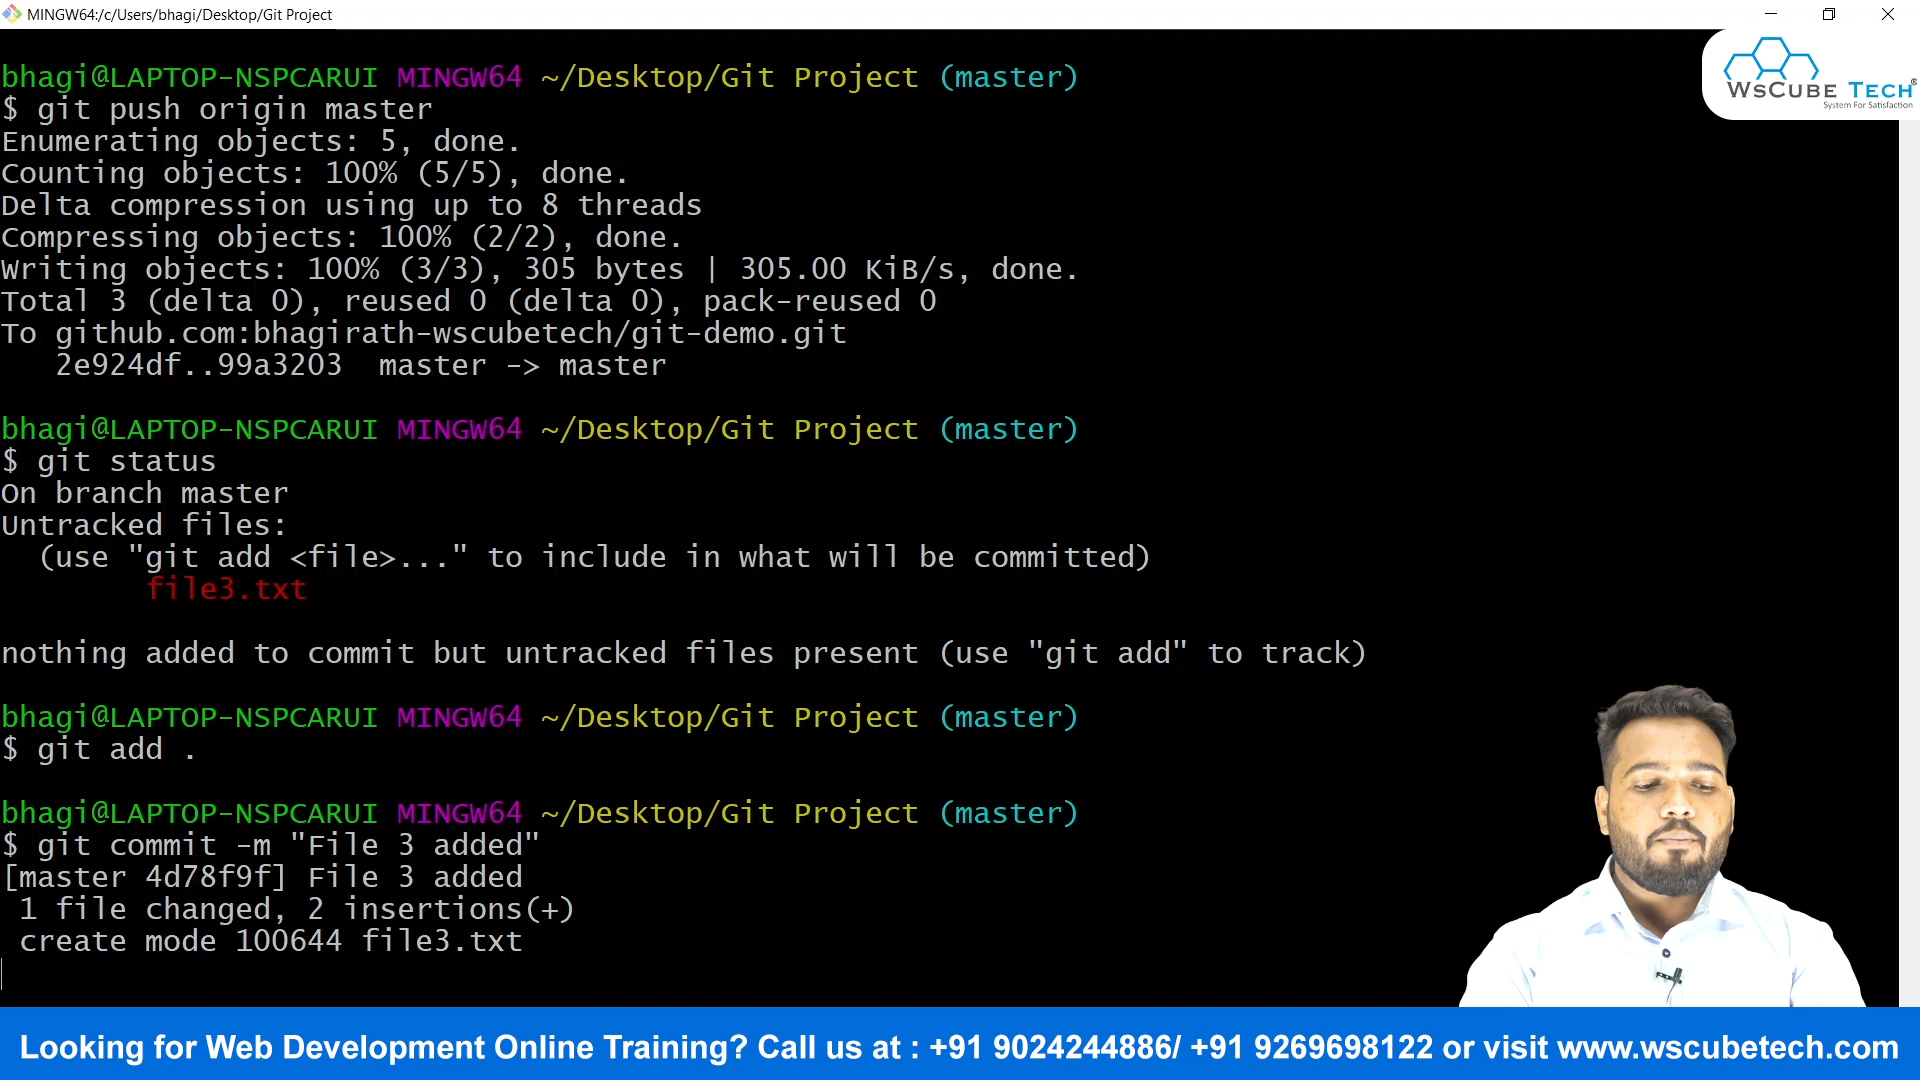 MINGW64:/c/Users/bhagi/Desktop/Git Project
WsCube Tech®
System For Satisfaction
bhagi@LAPTOP-NSPCARUI MINGW64 ~/Desktop/Git Project (master)
$ git push origin master
Enumerating objects: 5, done.
Counting objects: 100% (5/5), done.
Delta compression using up to 8 threads
Compressing objects: 100% (2/2), done.
Writing objects: 100% (3/3), 305 bytes | 305.00 KiB/s, done.
Total 3 (delta 0), reused 0 (delta 0), pack-reused 0
To github.com:bhagirath-wscubetech/git-demo.git
   2e924df..99a3203  master -> master
bhagi@LAPTOP-NSPCARUI MINGW64 ~/Desktop/Git Project (master)
$ git status
On branch master
Untracked files:
  (use "git add <file>..." to include in what will be committed)
        file3.txt
nothing added to commit but untracked files present (use "git add" to track)
bhagi@LAPTOP-NSPCARUI MINGW64 ~/Desktop/Git Project (master)
$ git add .
bhagi@LAPTOP-NSPCARUI MINGW64 ~/Desktop/Git Project (master)
$ git commit -m "File 3 added"
[master 4d78f9f] File 3 added
 1 file changed, 2 insertions(+)
 create mode 100644 file3.txt
Looking for Web Development Online Training? Call us at : +91 9024244886/ +91 9269698122 or visit www.wscubetech.com